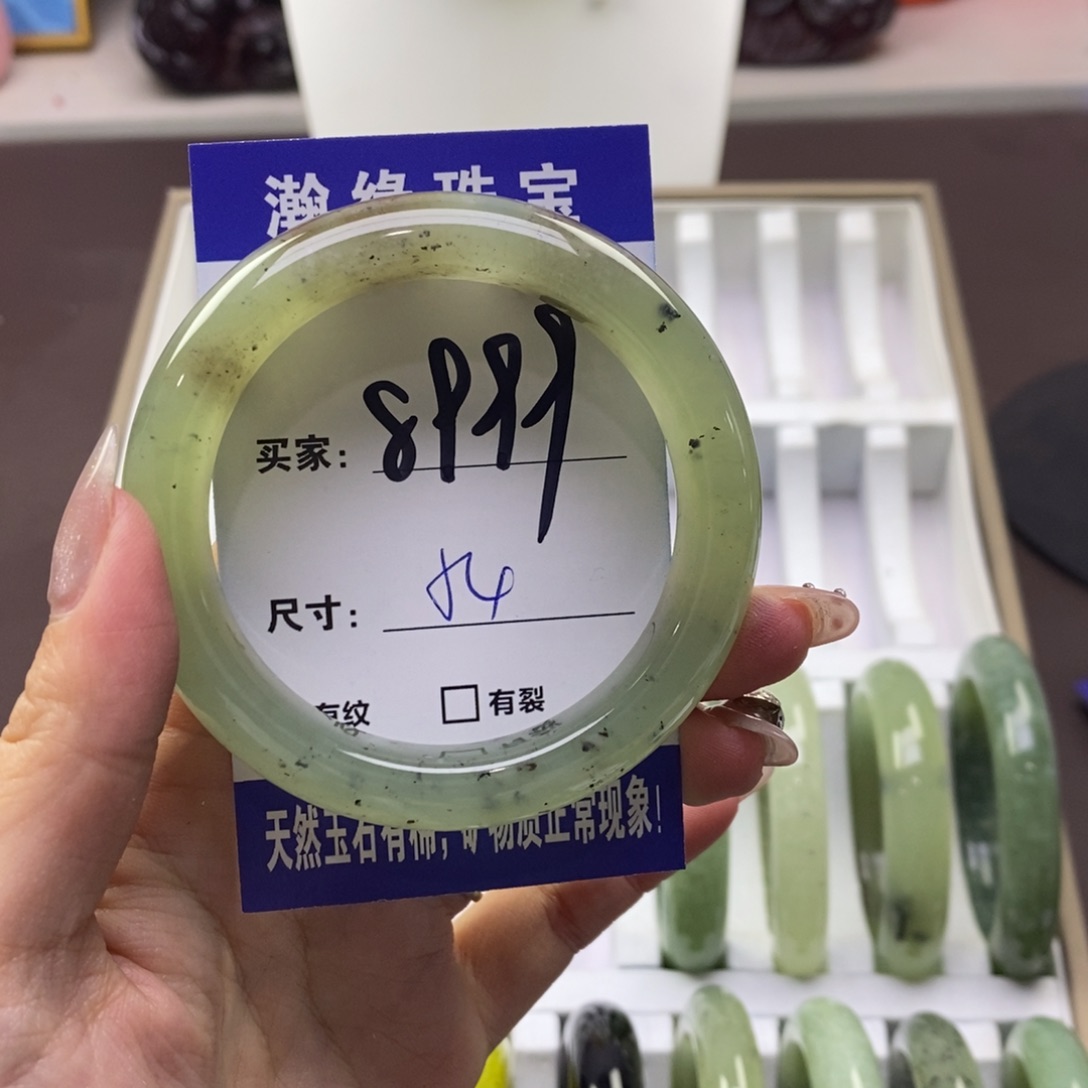 瀚缘珠宝
买家: 8999
尺寸: 54
有纹 □有裂
天然玉石有棉，矿物质正常现象!